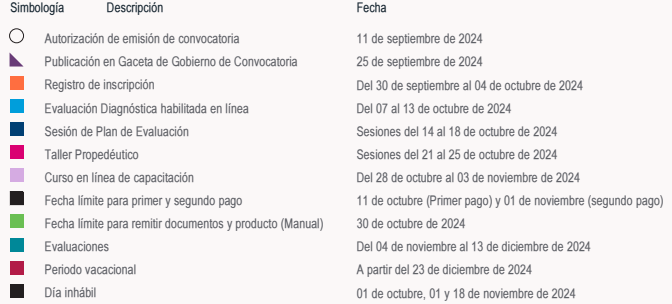 Simbología Descripción Fecha
Autorización de emisión de convocatoria 11 de septiembre de 2024
Publicación en Gaceta de Gobierno de Convocatoria 25 de septiembre de 2024
Registro de inscripción Del 30 de septiembre al 04 de octubre de 2024
Evaluación Diagnóstica habilitada en línea Del 07 al 13 de octubre de 2024
Sesión de Plan de Evaluación Sesiones del 14 al 18 de octubre de 2024
Taller Propedéutico Sesiones del 21 al 25 de octubre de 2024
Curso en línea de capacitación Del 28 de octubre al 03 de noviembre de 2024
Fecha límite para primer y segundo pago 11 de octubre (Primer pago) y 01 de noviembre (segundo pago)
Fecha límite para remitir documentos y producto (Manual) 30 de octubre de 2024
Evaluaciones Del 04 de noviembre al 13 de diciembre de 2024
Periodo vacacional A partir del 23 de diciembre de 2024
Día inhábil 01 de octubre, 01 y 18 de noviembre de 2024